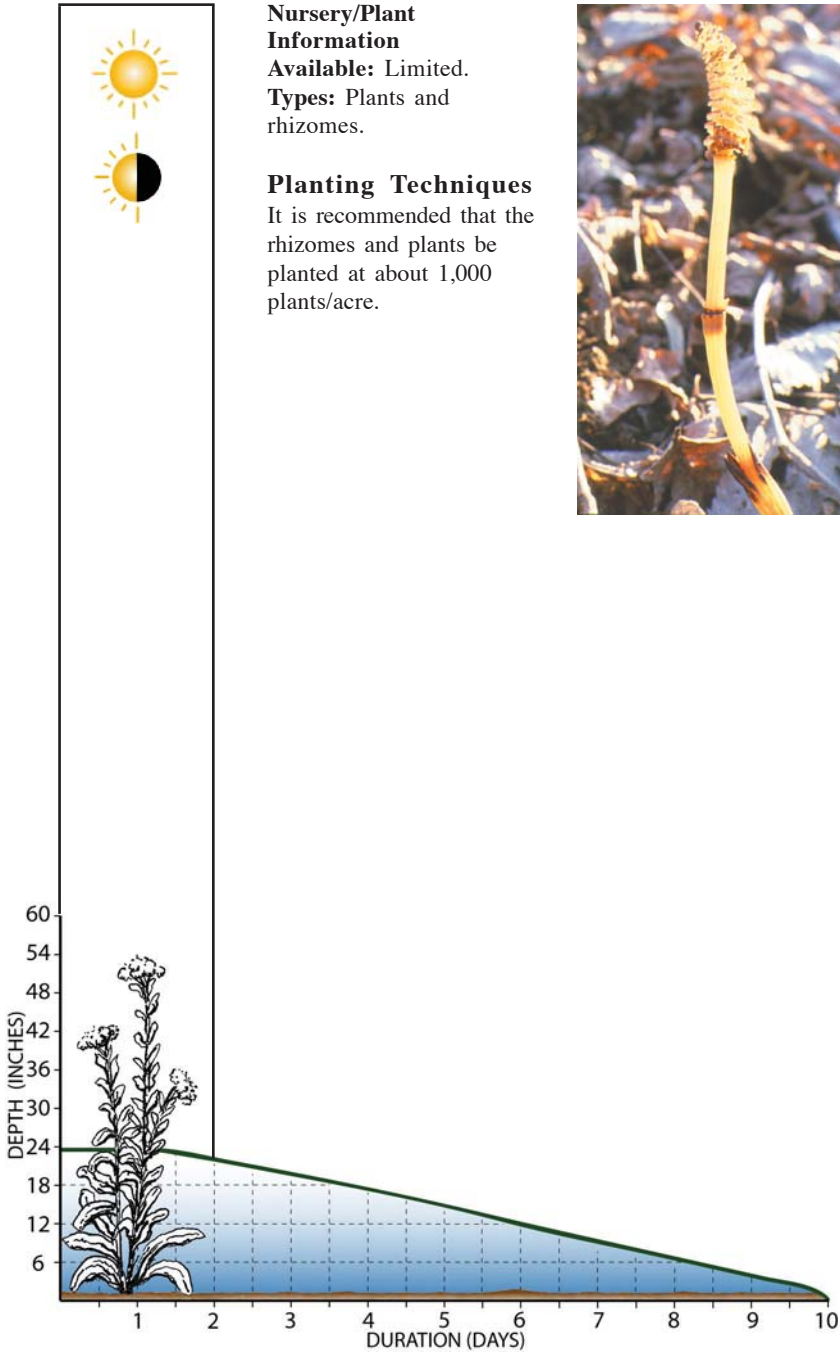 Nursery/Plant
Information
Available: Limited.
Types: Plants and
rhizomes.
Planting Techniques
It is recommended that the
rhizomes and plants be
planted at about 1,000
plants/acre.
60
54
48
42
36
30
24
18
12
6
DEPTH (INCHES)
1 2 3 4 5 6 7 8 9 10
DURATION (DAYS)